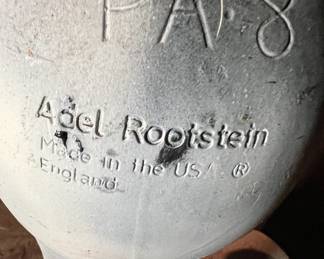 PA·8
Adel Rootstein
Made in the USA ®
England